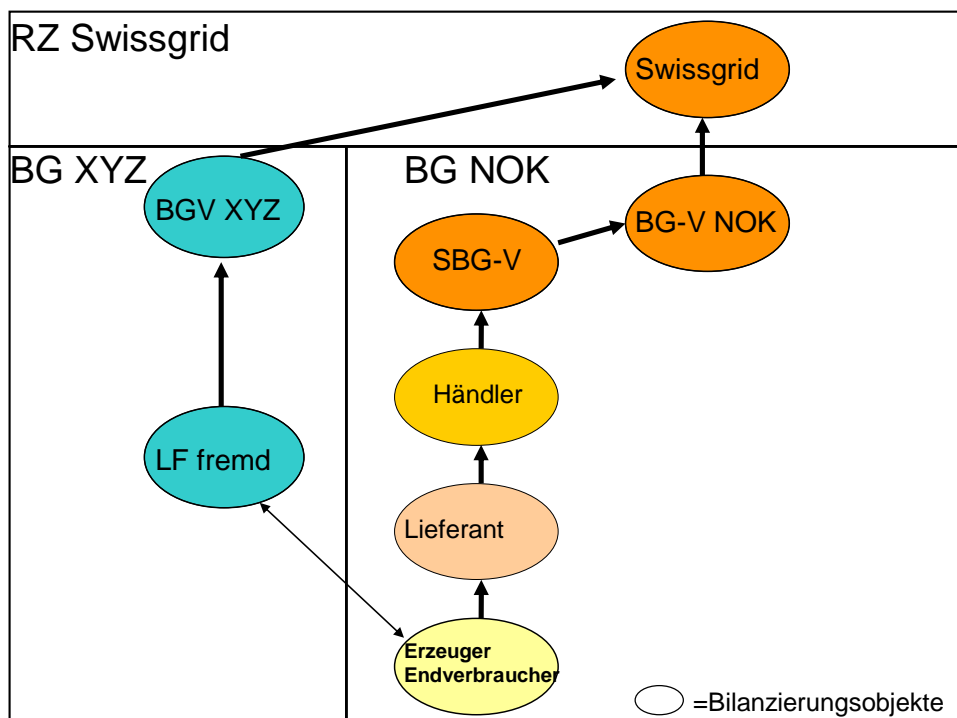 RZ Swissgrid
Swissgrid
BG XYZ
BGV XYZ
BG NOK
BG-V NOK
SBG-V
Händler
LF fremd
Lieferant
Erzeuger
Endverbraucher
=Bilanzierungsobjekte